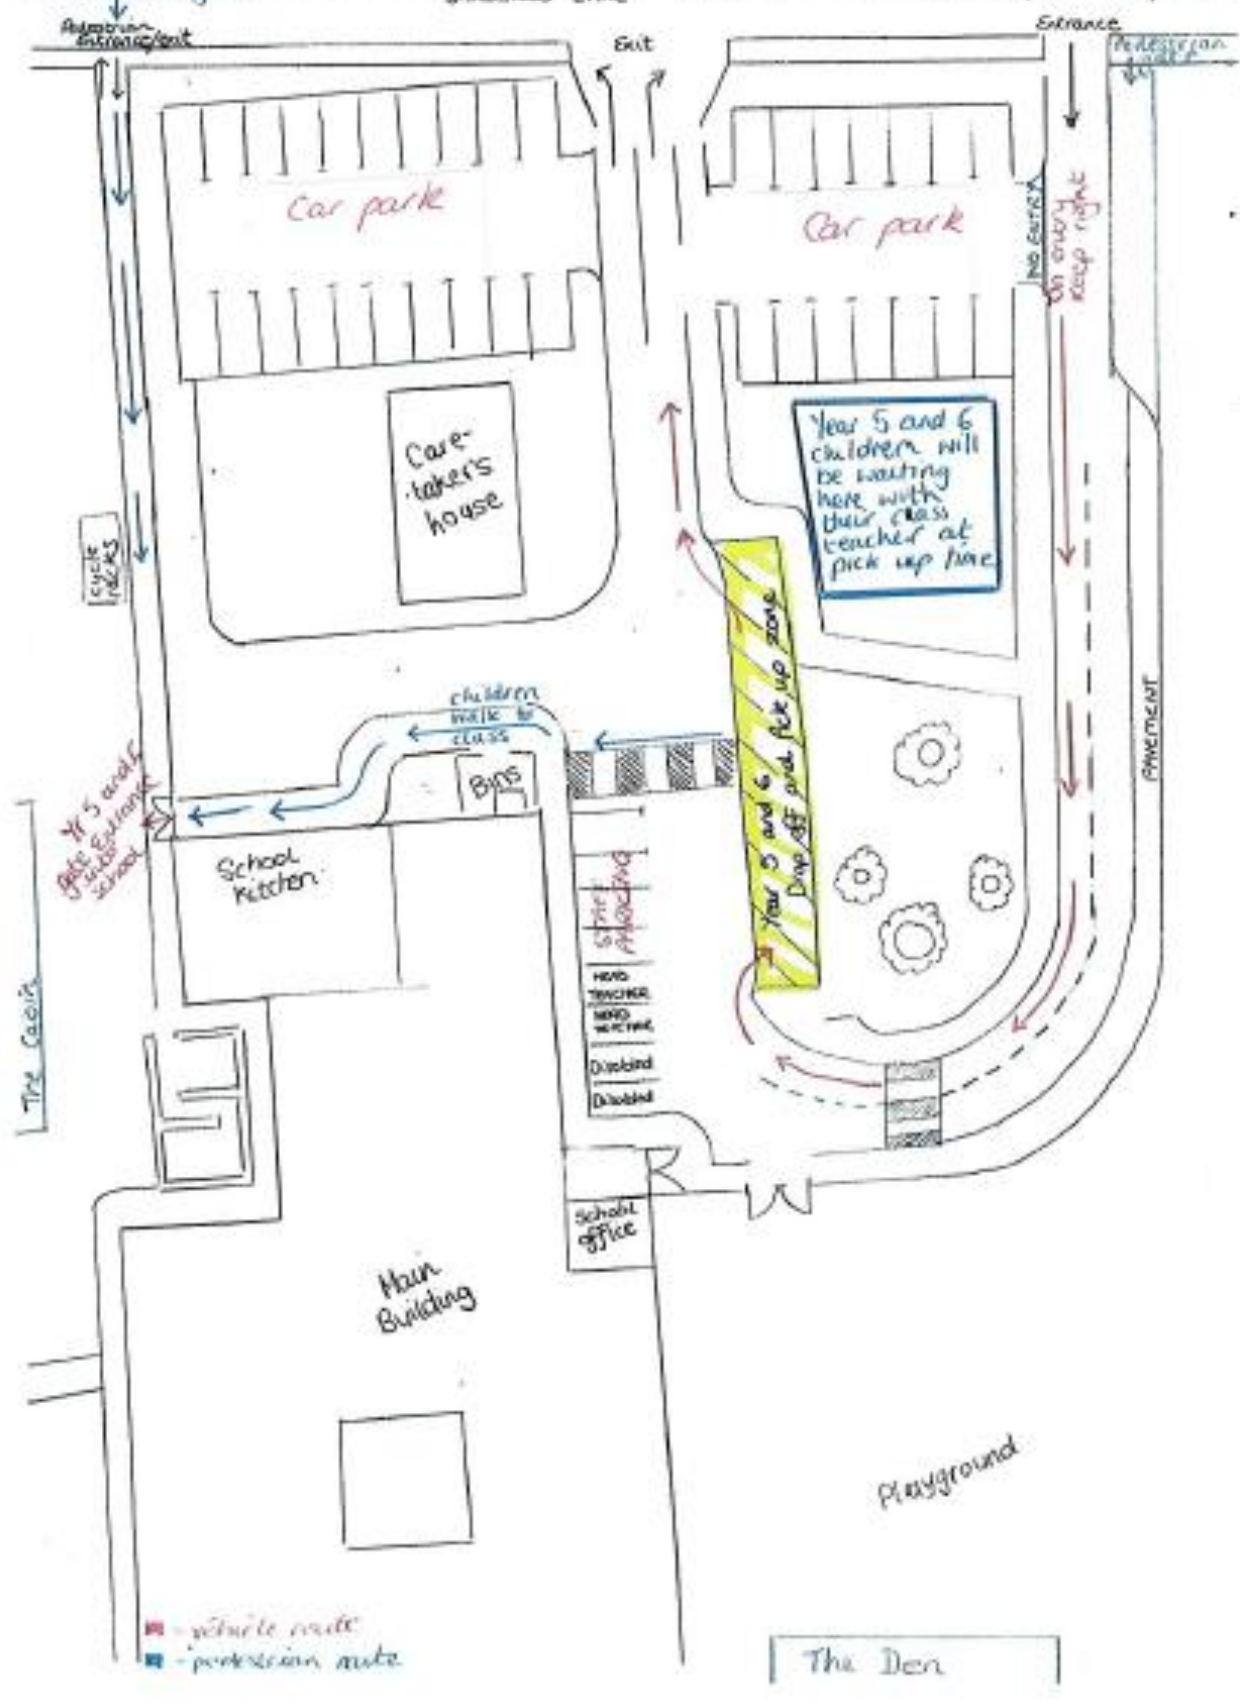 Pedestrian
Entrance/exit
Exit
Entrance
Pedestrian
Car park
Car park
NO ENTRY
On entry
keep right
Care-
taker's
house
Year 5 and 6
children will
be waiting
here with
their class
teacher at
pick up time
cycle
racks
children
walk to
class
Bins
Year 5 and 6
Drop off and pick up zone
PAVEMENT
Yr 5 and 6
gate Entrance
into
school
School
Kitchen
PARKING
HEAD
TEACHER
Disabled
Disabled
The Cabin
School
office
Main
Building
Playground
- vehicle route
- pedestrian route
The Den